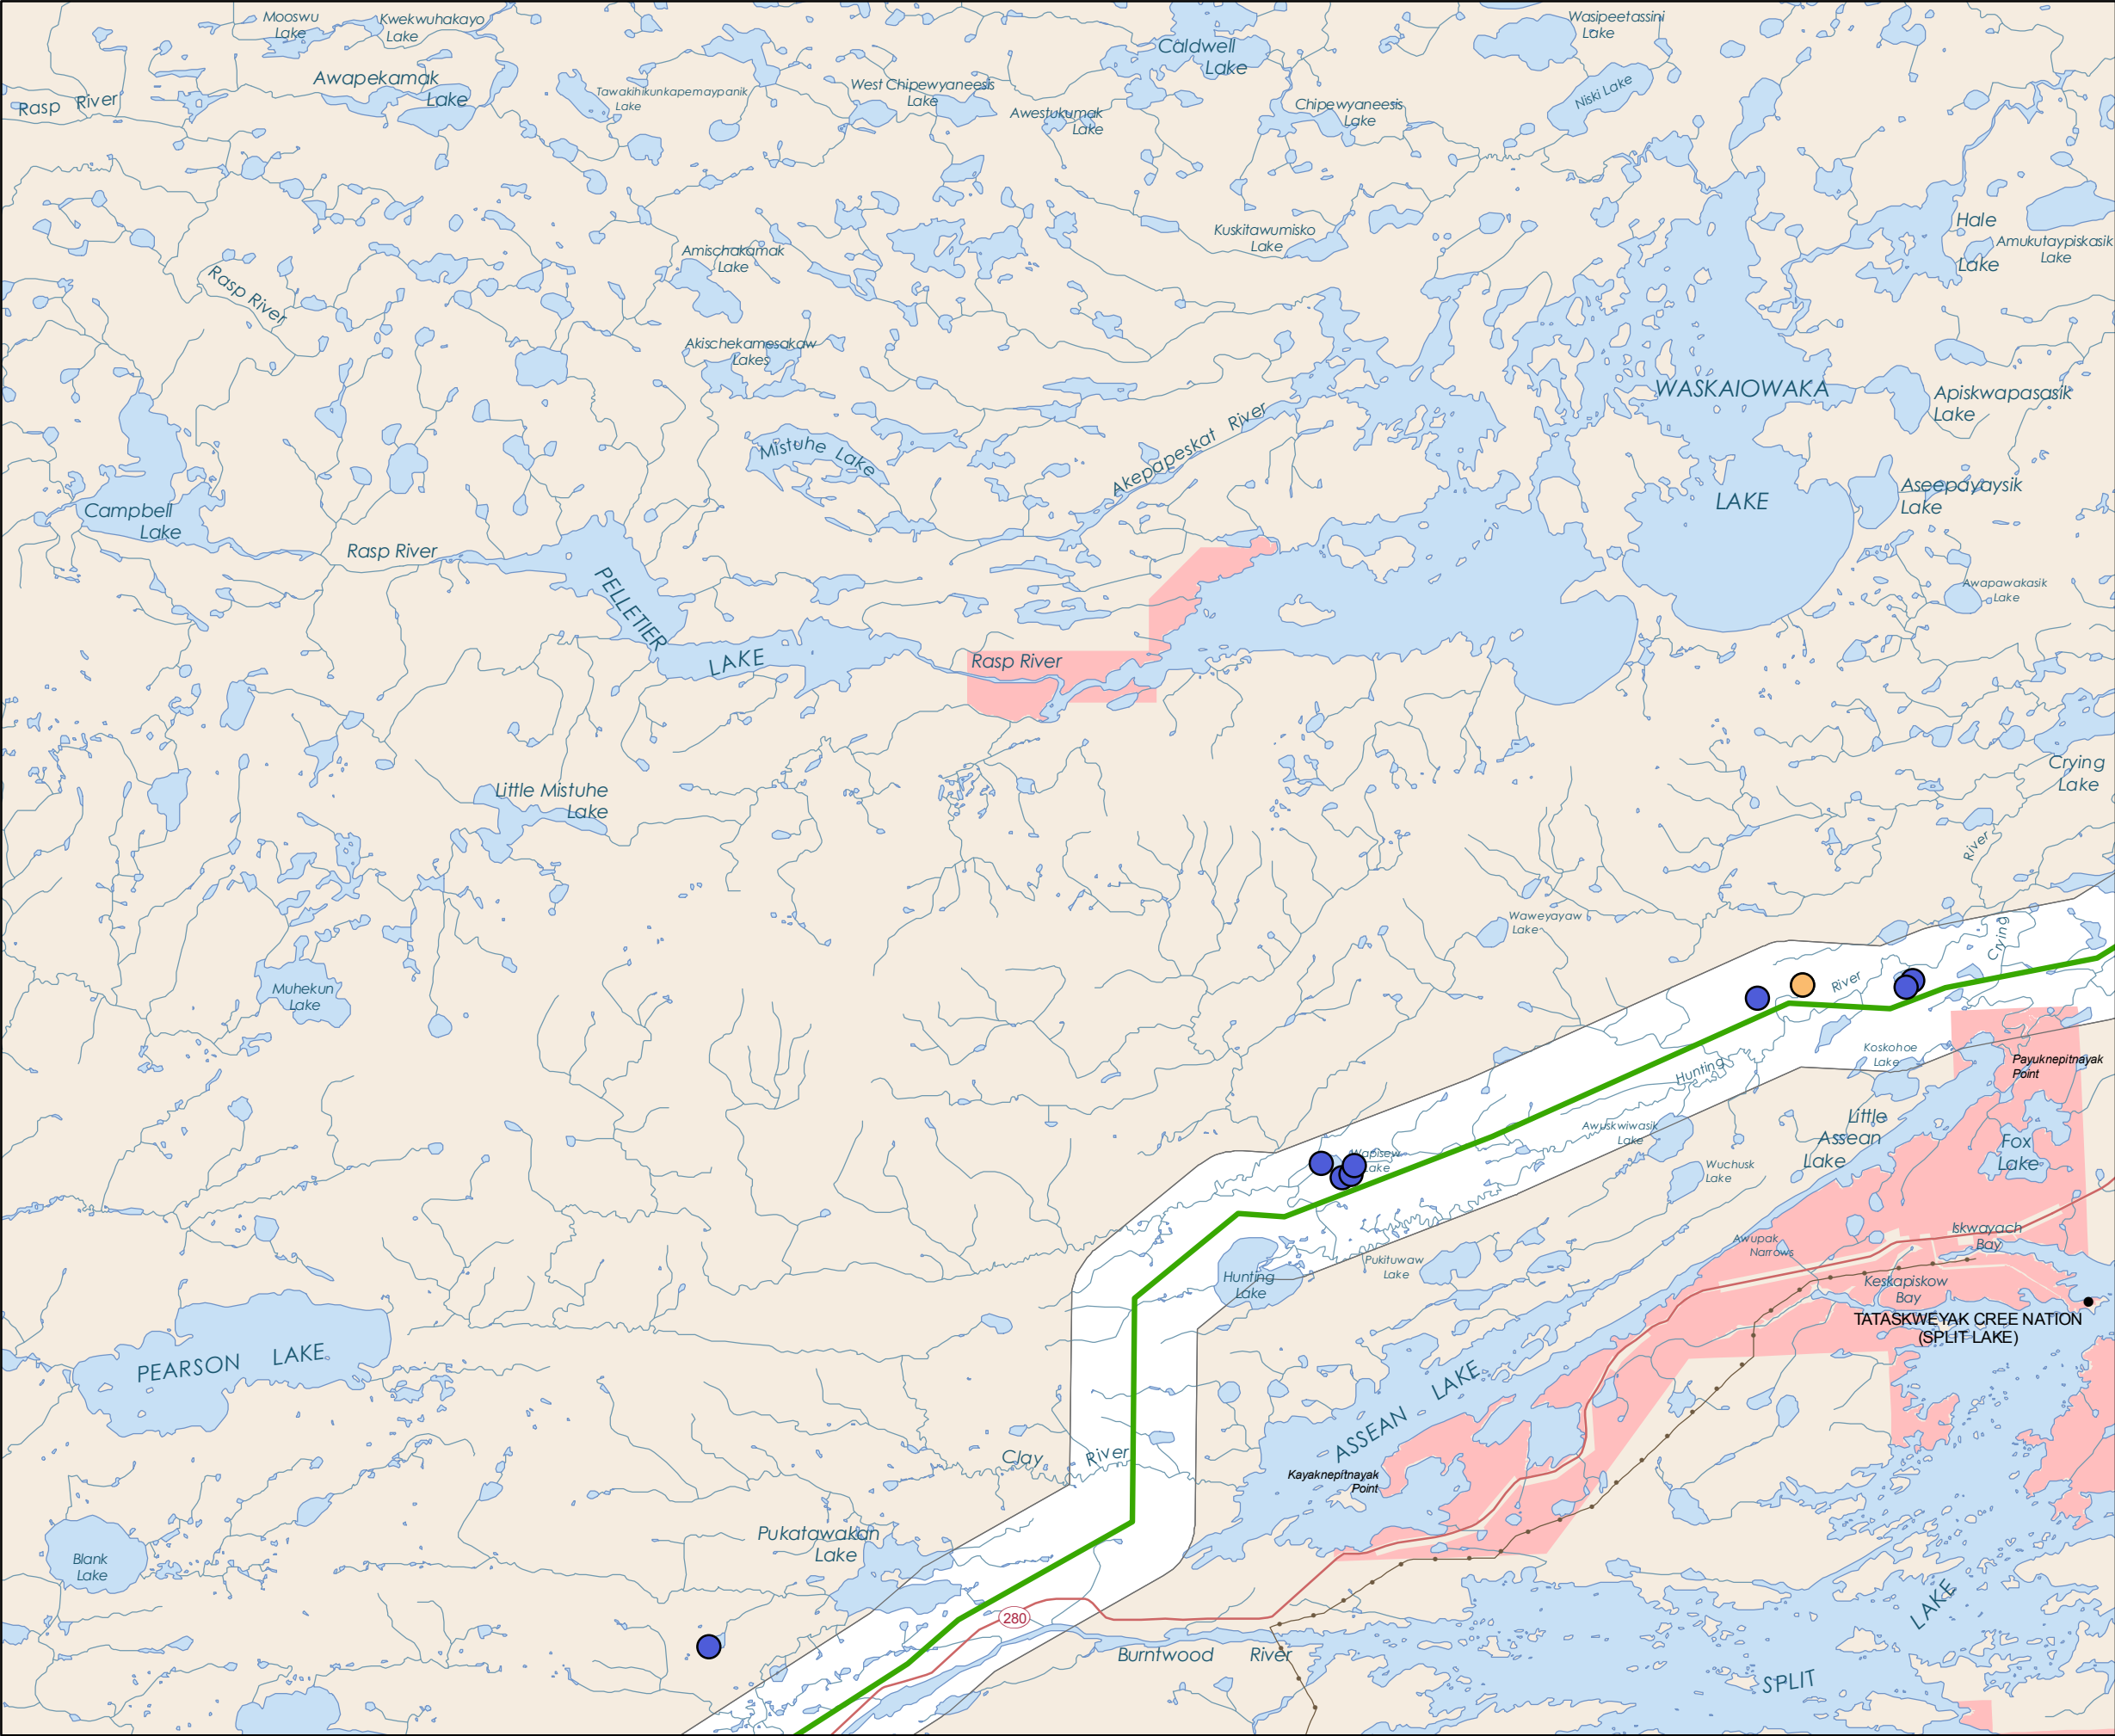 Mooswu
Lake
Kwekwuhakayo
Lake
Wasipeetassini
Lake
Caldwell
Lake
Awapekamak
Lake
Tawakihikunkapemaypanik
Lake
West Chipewyaneesis
Lake
Awestukumak
Lake
Chipewyaneesis
Lake
Niski Lake
Rasp River
Kuskitawumisko
Lake
Hale
Lake
Amukutaypiskasik
Lake
Amischakamak
Lake
Rasp River
Akischekamesakaw
Lakes
WASKAIOWAKA
LAKE
Apiskwapasasik
Lake
Mistuhe Lake
Akepapeskat River
Aseepayaysik
Lake
Campbell
Lake
Rasp River
PELLETIER
LAKE
Awapawakasik
Lake
Rasp River
Crying
Lake
Little Mistuhe
Lake
River
Waweyayaw
Lake
Crying
Muhekun
Lake
River
Koskohoe
Lake
Payuknepitnayak
Point
Hunting
Little
Assean
Lake
Awuskwiwasik
Lake
Fox
Lake
Wapisew
Lake
Wuchusk
Lake
Iskwayach
Bay
Awupak
Narrows
Pukituwaw
Lake
Hunting
Lake
Keskapiskow
Bay
TATASKWEYAK CREE NATION
(SPLIT LAKE)
PEARSON LAKE
ASSEAN LAKE
Clay River
Kayaknepitnayak
Point
Pukatawakan
Lake
Blank
Lake
280
Burntwood River
LAKE
SPLIT